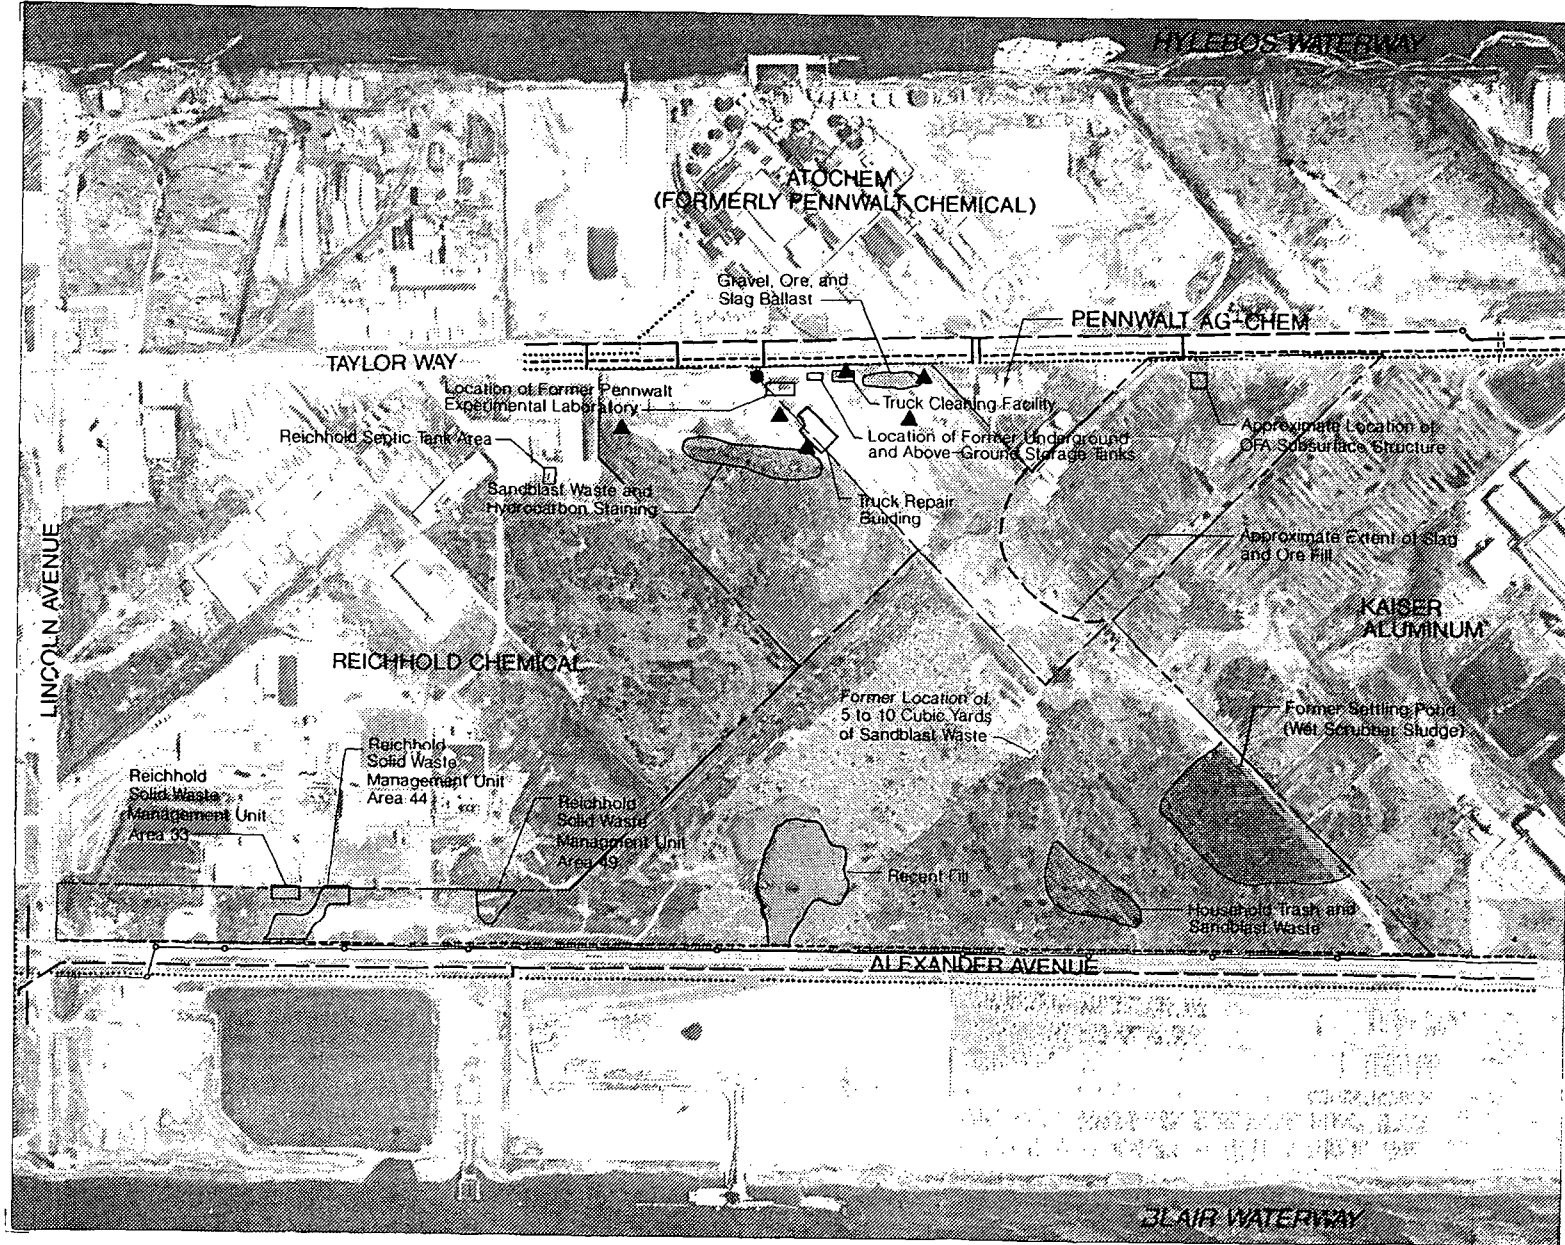 HYLEBOS WATERWAY
ATOCHEM
(FORMERLY PENNWALT CHEMICAL)
Gravel, Ore, and
Slag Ballast
PENNWALT AG-CHEM
TAYLOR WAY
Location of Former Pennwalt
Experimental Laboratory
Truck Cleaning Facility
Reichhold Septic Tank Area
Location of Former Underground
and Above-Ground Storage Tanks
Approximate Location of
OFA Subsurface Structure
Sandblast Waste and
Hydrocarbon Staining
Truck Repair
Building
Approximate Extent of Slag
and Ore Fill
LINCOLN AVENUE
KAISER
ALUMINUM
REICHHOLD CHEMICAL
Former Location of
5 to 10 Cubic Yards
of Sandblast Waste
Former Settling Pond
(Wet Scrubber Sludge)
Reichhold
Solid Waste
Management Unit
Area 44
Reichhold
Solid Waste
Management Unit
Area 33
Reichhold
Solid Waste
Managment Unit
Area 49
Recent Fill
Household Trash and
Sandblast Waste
ALEXANDER AVENUE
BLAIR WATERWAY